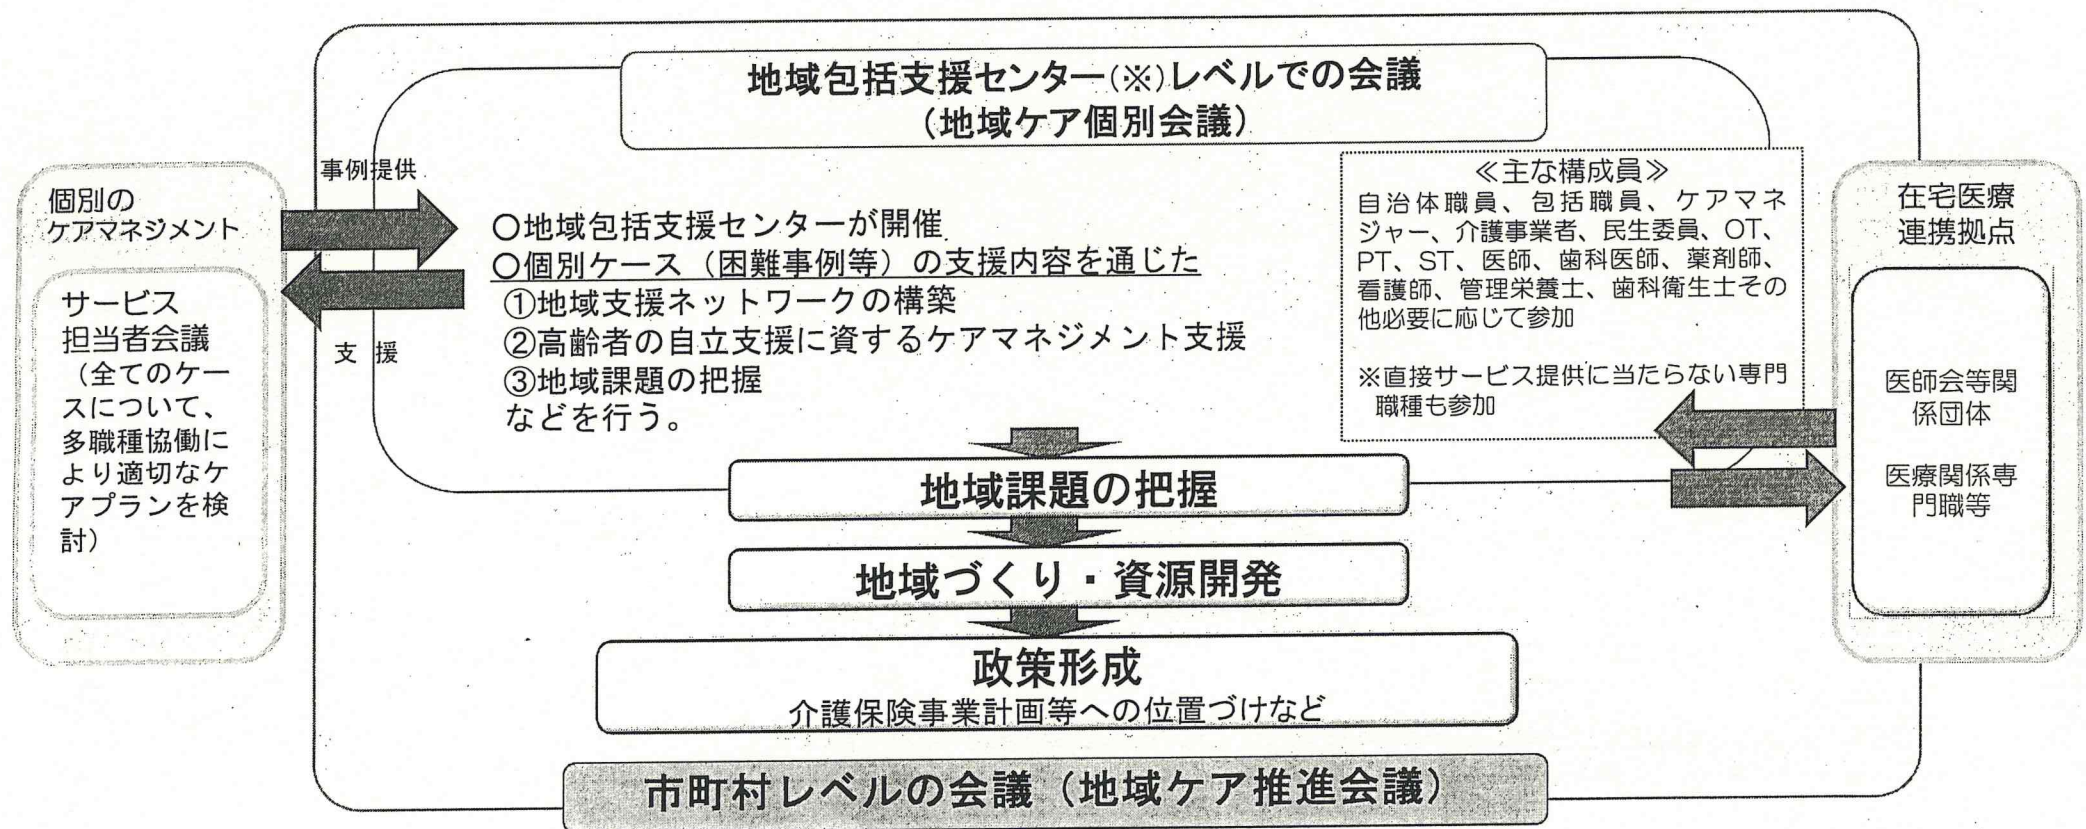 地域包括支援センター(※)レベルでの会議
(地域ケア個別会議)
事例提供
支 援
個別の
ケアマネジメント
サービス
担当者会議
(全てのケー
スについて、
多職種協働に
より適切なケ
アプランを検
討)
〇地域包括支援センターが開催
〇個別ケース(困難事例等)の支援内容を通じた
①地域支援ネットワークの構築
②高齢者の自立支援に資するケアマネジメント支援
③地域課題の把握
などを行う。
≪主な構成員≫
自治体職員、包括職員、ケアマネ
ジャー、介護事業者、民生委員、OT、
PT、ST、医師、歯科医師、薬剤師、
看護師、管理栄養士、歯科衛生士その
他必要に応じて参加
※直接サービス提供に当たらない専門
職種も参加
在宅医療
連携拠点
医師会等関
係団体
医療関係専
門職等
地域課題の把握
地域づくり・資源開発
政策形成
介護保険事業計画等への位置づけなど
市町村レベルの会議(地域ケア推進会議)